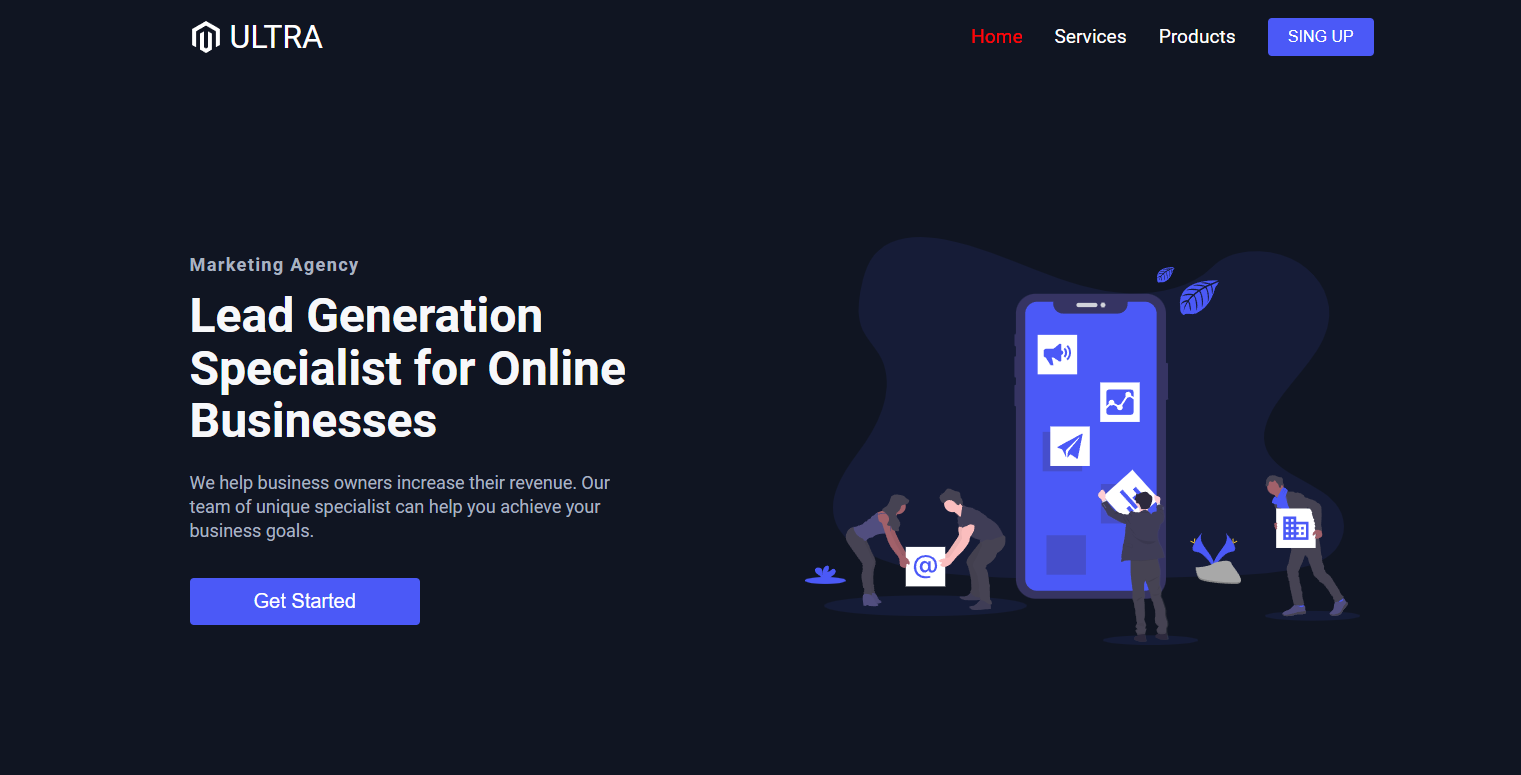 ULTRA
Home
Services
Products
SING UP
Marketing Agency
Lead Generation
Specialist for Online
Businesses
We help business owners increase their revenue. Our
team of unique specialist can help you achieve your
business goals.
Get Started
@